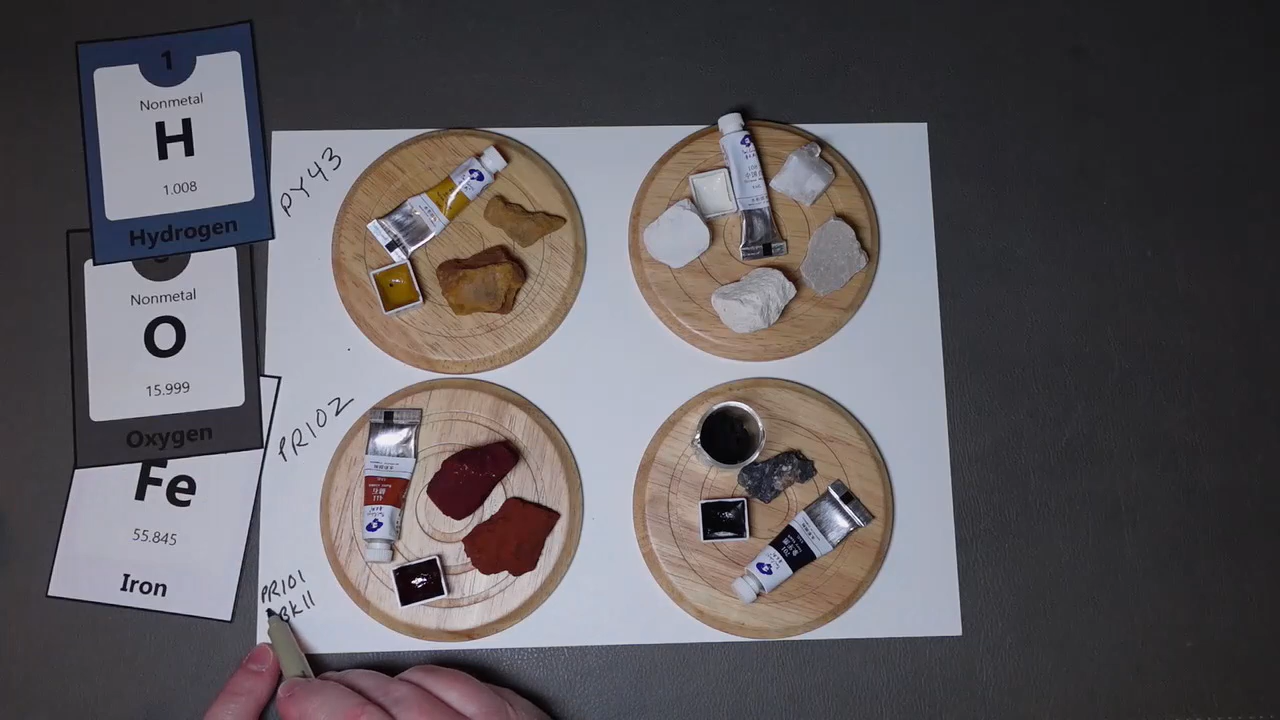 1
Nonmetal
H
1.008
Hydrogen
Nonmetal
O
15.999
Oxygen
Fe
55.845
Iron
PY43
PR102
PR101
BK11